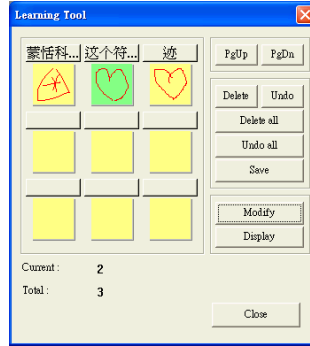 Learning Tool
蒙恬科... 这个符... 迹
PgUp PgDn
Delete Undo
Delete all
Undo all
Save
Modify
Display
Current : 2
Total : 3
Close